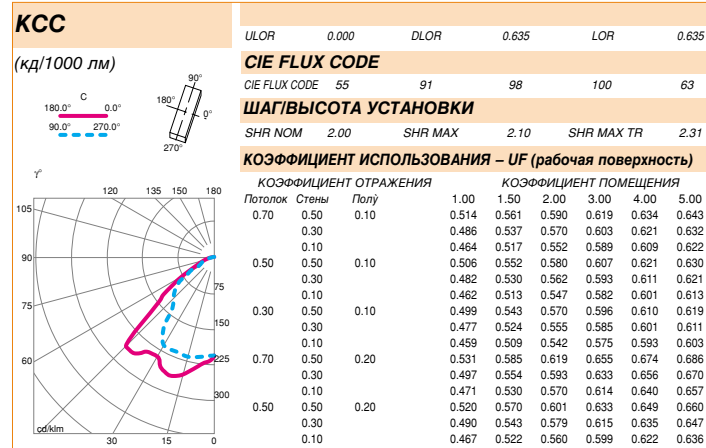 КСС
(кд/1000 лм)
C
180.0° 0.0°
90.0° 270.0°
90°
180° 0°
270°
γ°
120 135 150 180
105
90
75
60
75
150
225
300
cd/klm
30 15 0
ULOR 0.000 DLOR 0.635 LOR 0.635
CIE FLUX CODE
CIE FLUX CODE 55 91 98 100 63
ШАГ/ВЫСОТА УСТАНОВКИ
SHR NOM 2.00 SHR MAX 2.10 SHR MAX TR 2.31
КОЭФФИЦИЕНТ ИСПОЛЬЗОВАНИЯ – UF (рабочая поверхность)
КОЭФФИЦИЕНТ ОТРАЖЕНИЯ КОЭФФИЦИЕНТ ПОМЕЩЕНИЯ
Потолок Стены Полу̀ 1.00 1.50 2.00 3.00 4.00 5.00
0.70 0.50 0.10 0.514 0.561 0.590 0.619 0.634 0.643
0.30 0.486 0.537 0.570 0.603 0.621 0.632
0.10 0.464 0.517 0.552 0.589 0.609 0.622
0.50 0.50 0.10 0.506 0.552 0.580 0.607 0.621 0.630
0.30 0.482 0.530 0.562 0.593 0.611 0.621
0.10 0.462 0.513 0.547 0.582 0.601 0.613
0.30 0.50 0.10 0.499 0.543 0.570 0.596 0.610 0.619
0.30 0.477 0.524 0.555 0.585 0.601 0.611
0.10 0.459 0.509 0.542 0.575 0.593 0.603
0.70 0.50 0.20 0.531 0.585 0.619 0.655 0.674 0.686
0.30 0.497 0.554 0.593 0.633 0.656 0.670
0.10 0.471 0.530 0.570 0.614 0.640 0.657
0.50 0.50 0.20 0.520 0.570 0.601 0.633 0.649 0.660
0.30 0.490 0.543 0.579 0.615 0.635 0.647
0.10 0.467 0.522 0.560 0.599 0.622 0.636